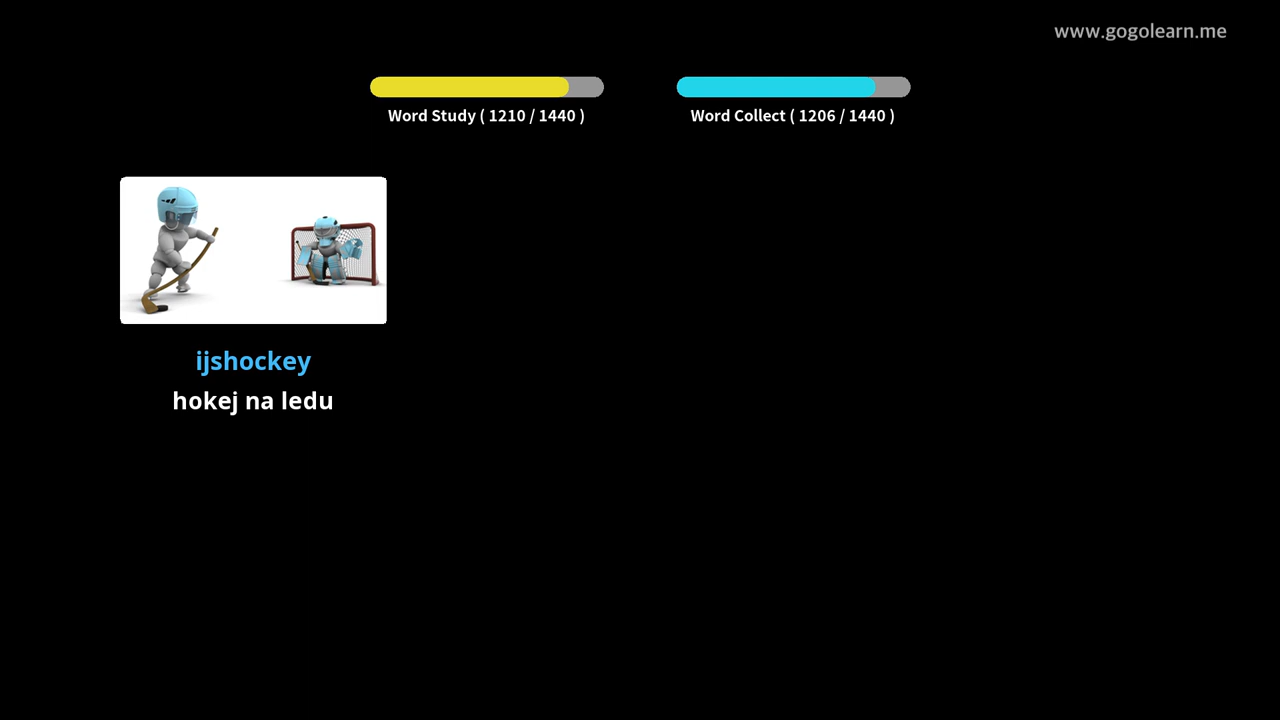 www.gogolearn.me
Word Study ( 1210 / 1440 )
Word Collect ( 1206 / 1440 )
ijshockey
hokej na ledu